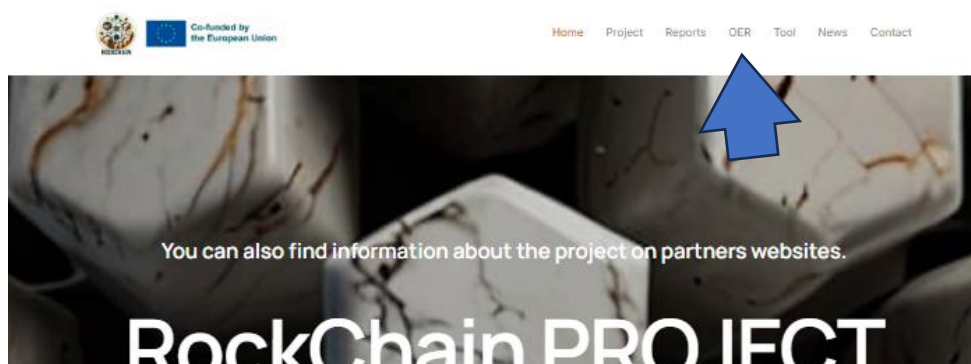 ROCKCHAIN
Co-funded by
the European Union
Home Project Reports OER Tool News Contact
You can also find information about the project on partners websites.
RockChain PROJECT